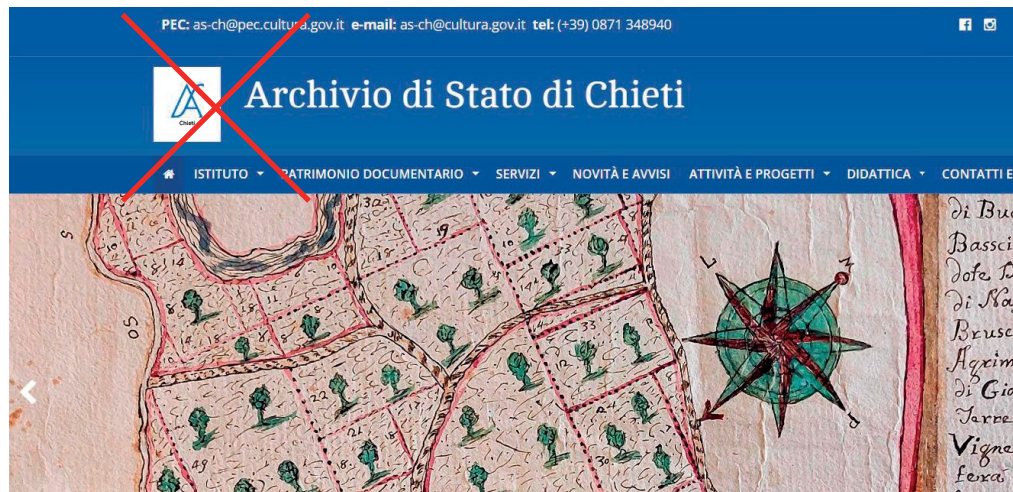 PEC: as-ch@pec.cultura.gov.it e-mail: as-ch@cultura.gov.it tel: (+39) 0871 348940
Archivio di Stato di Chieti
Chieti
ISTITUTO PATRIMONIO DOCUMENTARIO SERVIZI NOVITÀ E AVVISI ATTIVITÀ E PROGETTI DIDATTICA CONTATTI E
di Bu
Bassci
dote
di Na
Brusc
Agrim
di Gio
Terre
Vigne
fera